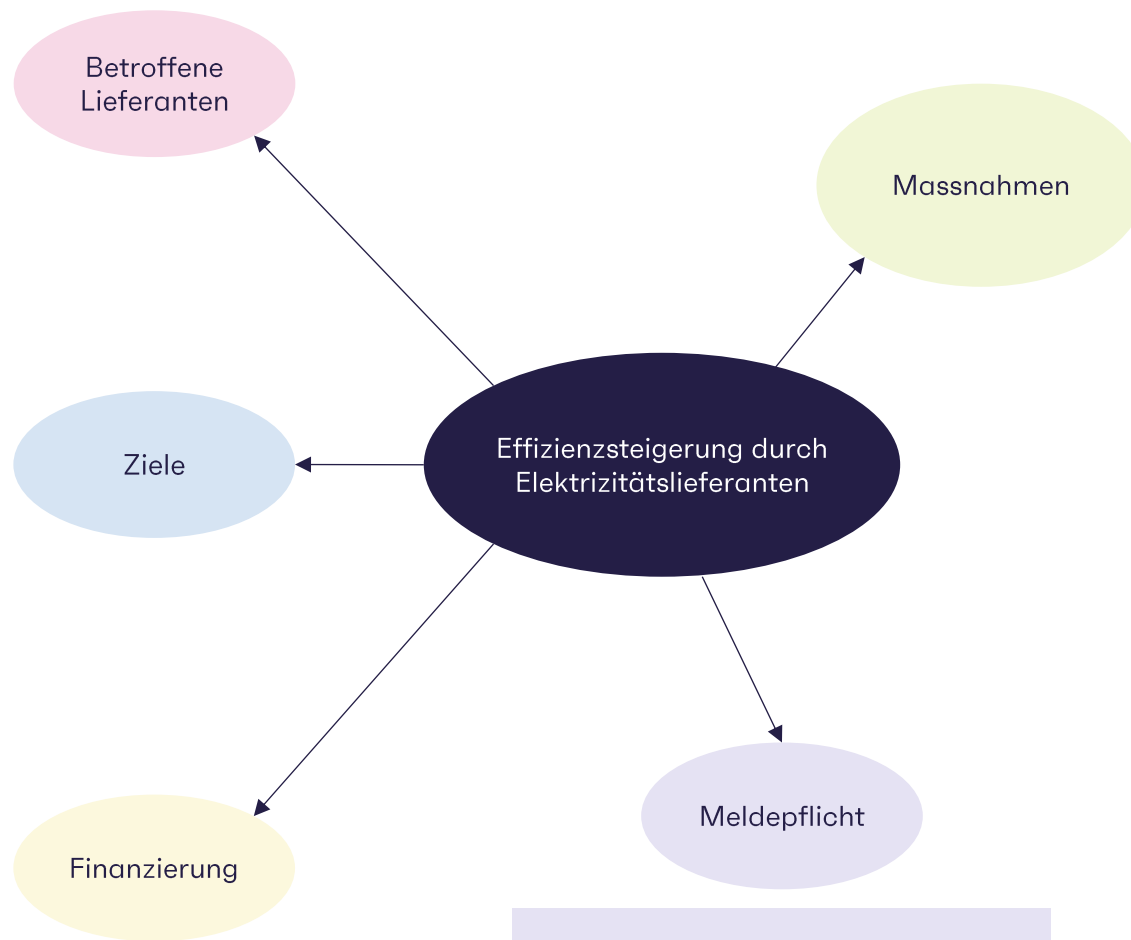 Betroffene
Lieferanten
Massnahmen
Effizienzsteigerung durch
Elektrizitätslieferanten
Ziele
Meldepflicht
Finanzierung